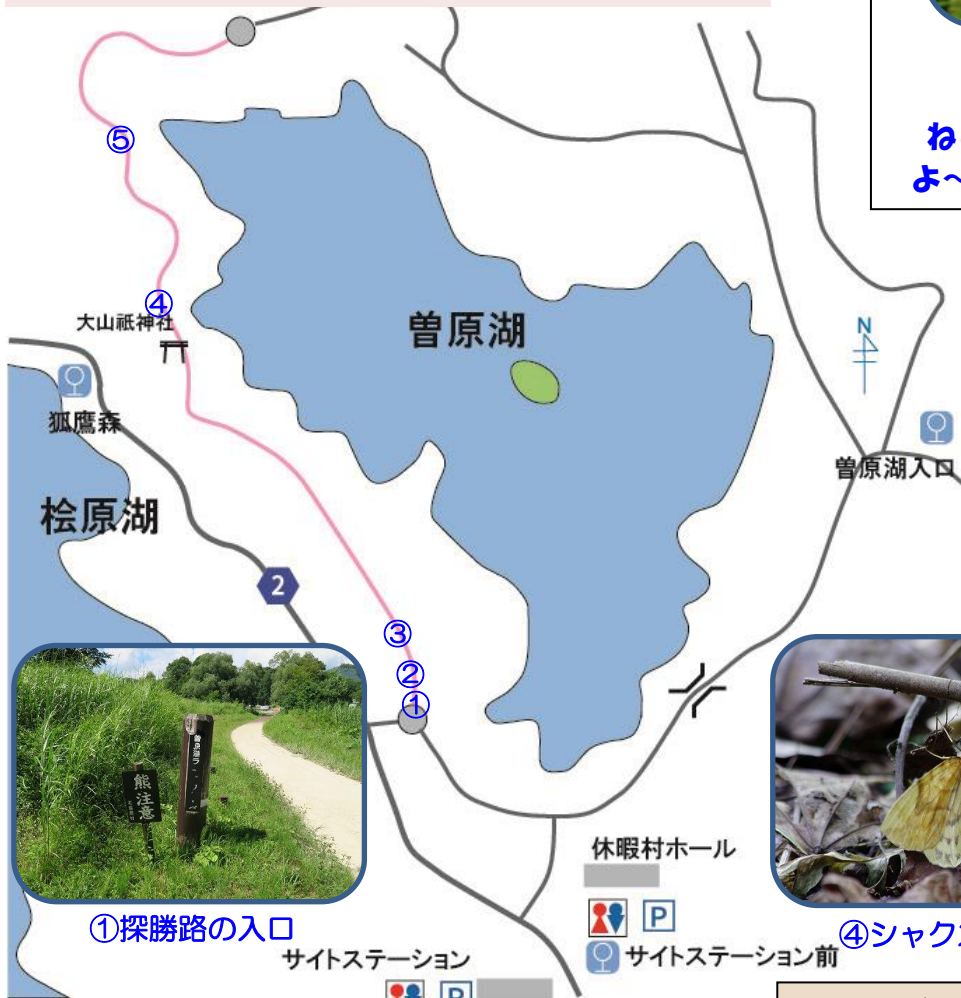 ね
よ~
⑤
④
大山祇神社
曽原湖
N
狐鷹森
曽原湖入口
桧原湖
2
③
②
①
熊注意
①探勝路の入口
休暇村ホール
P
④シャク
サイトステーション前
サイトステーション
P